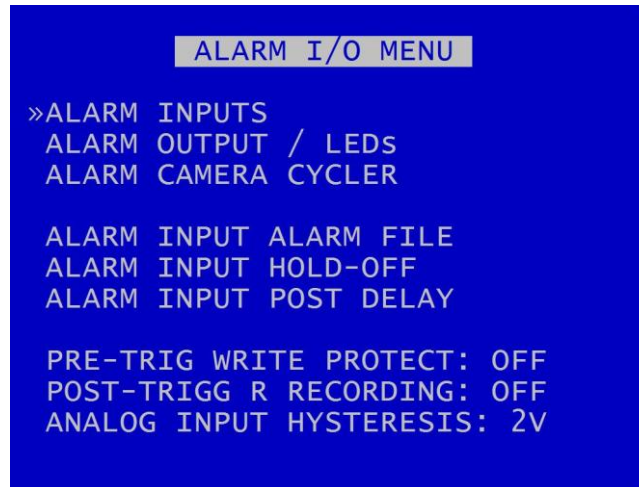 ALARM I/O MENU
»ALARM INPUTS
ALARM OUTPUT / LEDs
ALARM CAMERA CYCLER
ALARM INPUT ALARM FILE
ALARM INPUT HOLD-OFF
ALARM INPUT POST DELAY
PRE-TRIG WRITE PROTECT: OFF
POST-TRIGG R RECORDING: OFF
ANALOG INPUT HYSTERESIS: 2V